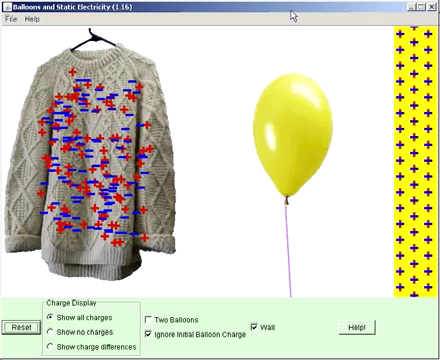 Balloons and Static Electricity (1.16)
File Help
Charge Display
Show all charges
Show no charges
Show charge differences
Reset
Two Balloons
Ignore Initial Balloon Charge
Wall
Help!